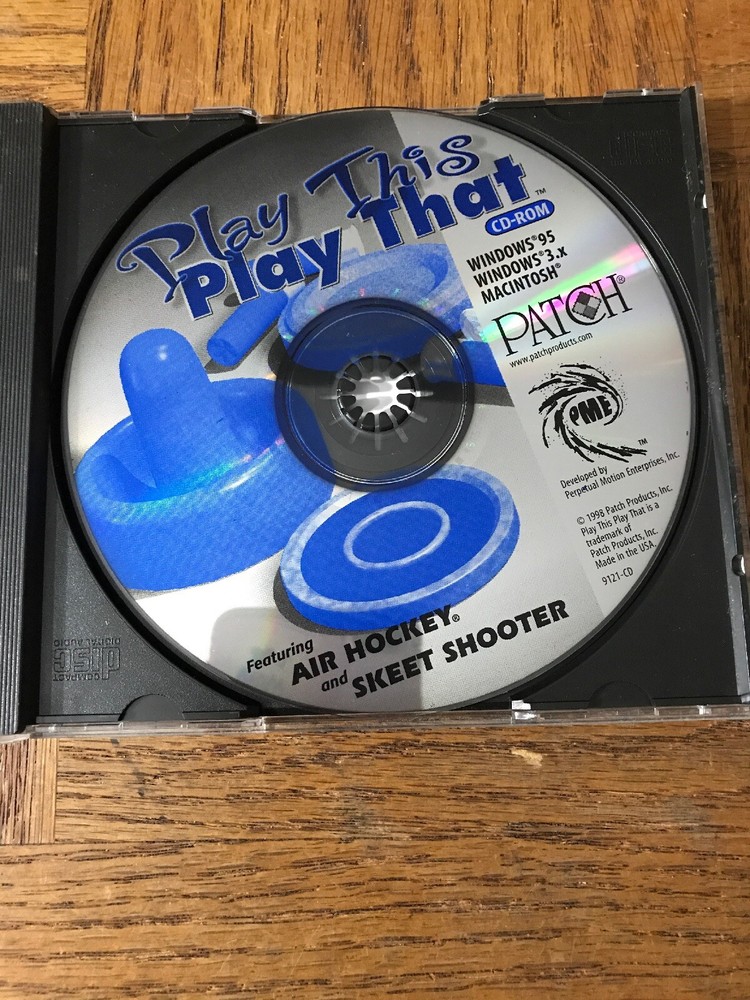 Play This
Play That™
CD-ROM
WINDOWS®95
WINDOWS®3.x
MACINTOSH®
PATCH®
www.patchproducts.com
PME
TM
Developed by
Perpetual Motion Enterprises, Inc.
© 1998 Patch Products, Inc.
Play This Play That is a
trademark of
Patch Products, Inc.
Made in the USA.
9121-CD
Featuring
AIR HOCKEY®
and SKEET SHOOTER
COMPACT
disc
DIGITAL AUDIO